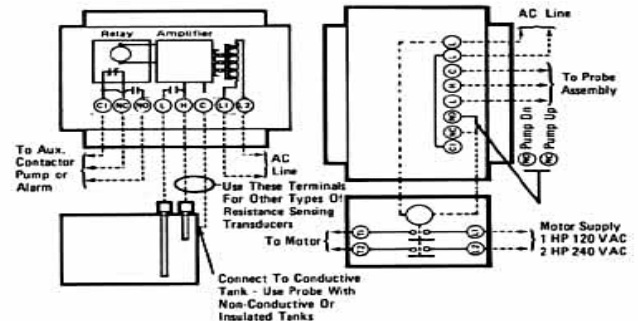 Relay Amplifier
C1 NC NO L H C L1 L2
To Aux.
Contactor
Pump or
Alarm
AC
Line
Use These Terminals
For Other Types Of
Resistance Sensing
Transducers
Connect To Conductive
Tank - Use Probe With
Non-Conductive Or
Insulated Tanks
AC Line
To Probe
Assembly
Pump Dn
Pump Up
To Motor
Motor Supply
1 HP 120 VAC
2 HP 240 VAC